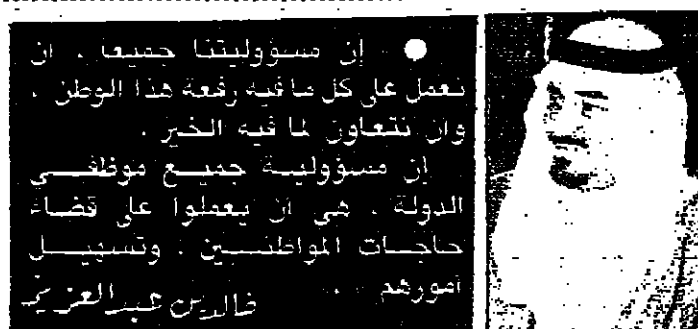 ● إن مسؤوليتنا جميعا ، أن
نعمل على كل ما فيه رفعة هذا الوطن ،
وان نتعاون لما فيه الخير .
إن مسؤولية جميع موظفي
الدولة ، هي أن يعملوا على قضاء
حاجات المواطنين ، وتسهيل
أمورهم . .
خالد بن عبد العزيز